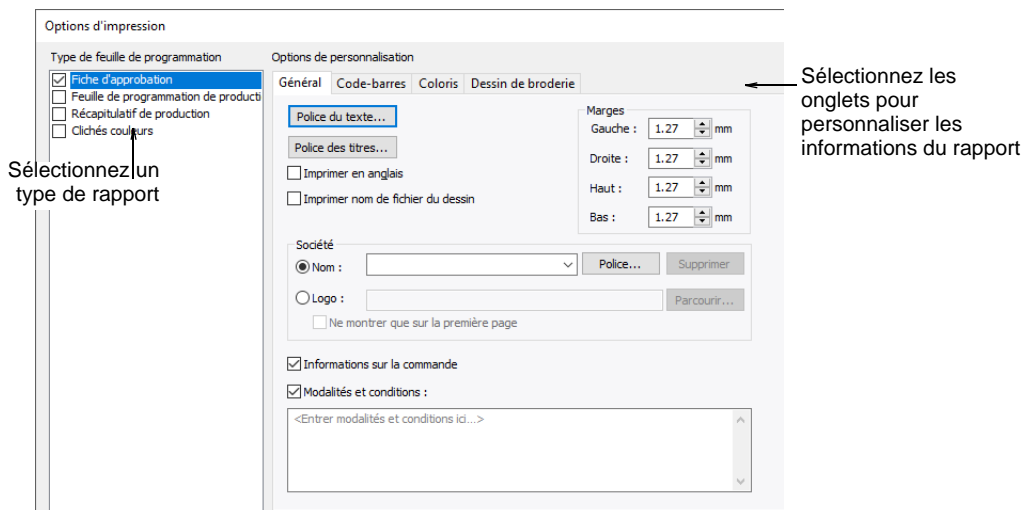 Options d'impression
Type de feuille de programmation
Fiche d'approbation
Feuille de programmation de producti
Récapitulatif de production
Clichés couleurs
Sélectionnez un
type de rapport
Options de personnalisation
Général Code-barres Coloris Dessin de broderie
Police du texte...
Police des titres...
Imprimer en anglais
Imprimer nom de fichier du dessin
Marges
Gauche : 1.27 mm
Droite : 1.27 mm
Haut : 1.27 mm
Bas : 1.27 mm
Société
Nom : Police... Supprimer
Logo : Parcourir...
Ne montrer que sur la première page
Informations sur la commande
Modalités et conditions :
<Entrer modalités et conditions ici...>
Sélectionnez les
onglets pour
personnaliser les
informations du rapport